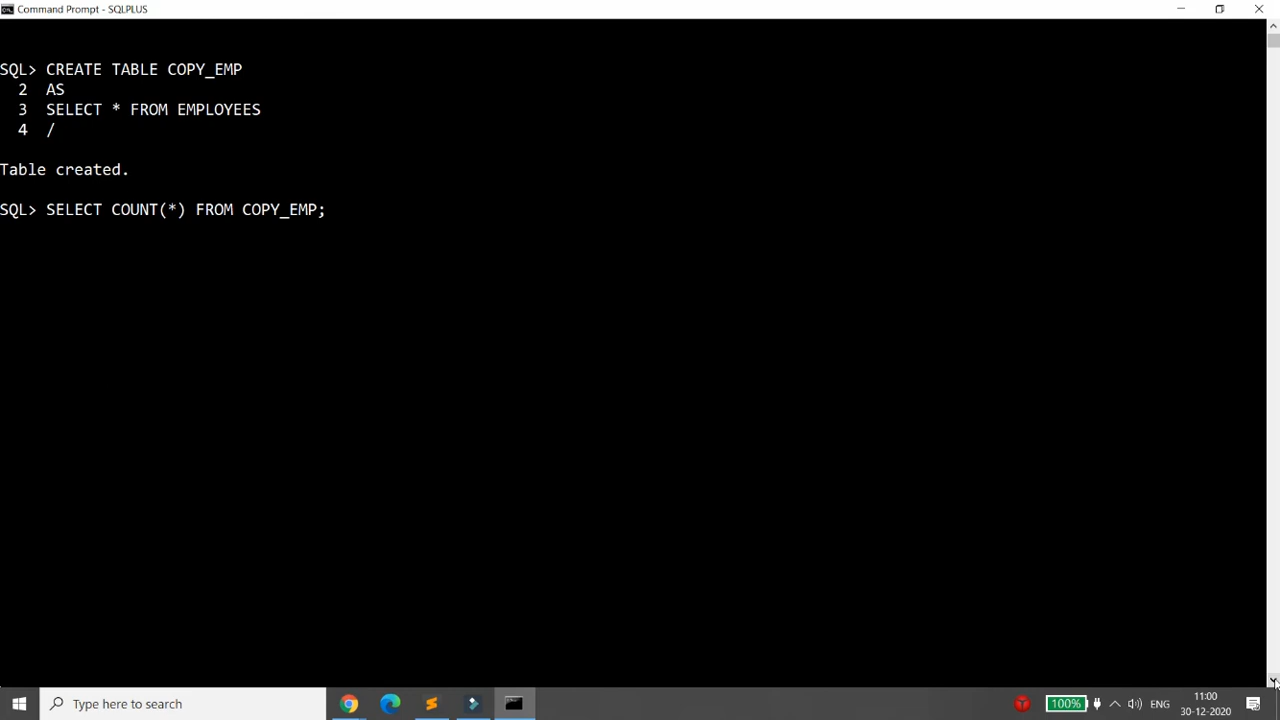 Command Prompt - SQLPLUS
SQL> CREATE TABLE COPY_EMP
2 AS
3 SELECT * FROM EMPLOYEES
4 /
Table created.
SQL> SELECT COUNT(*) FROM COPY_EMP;
Type here to search
100%
ENG
11:00
30-12-2020